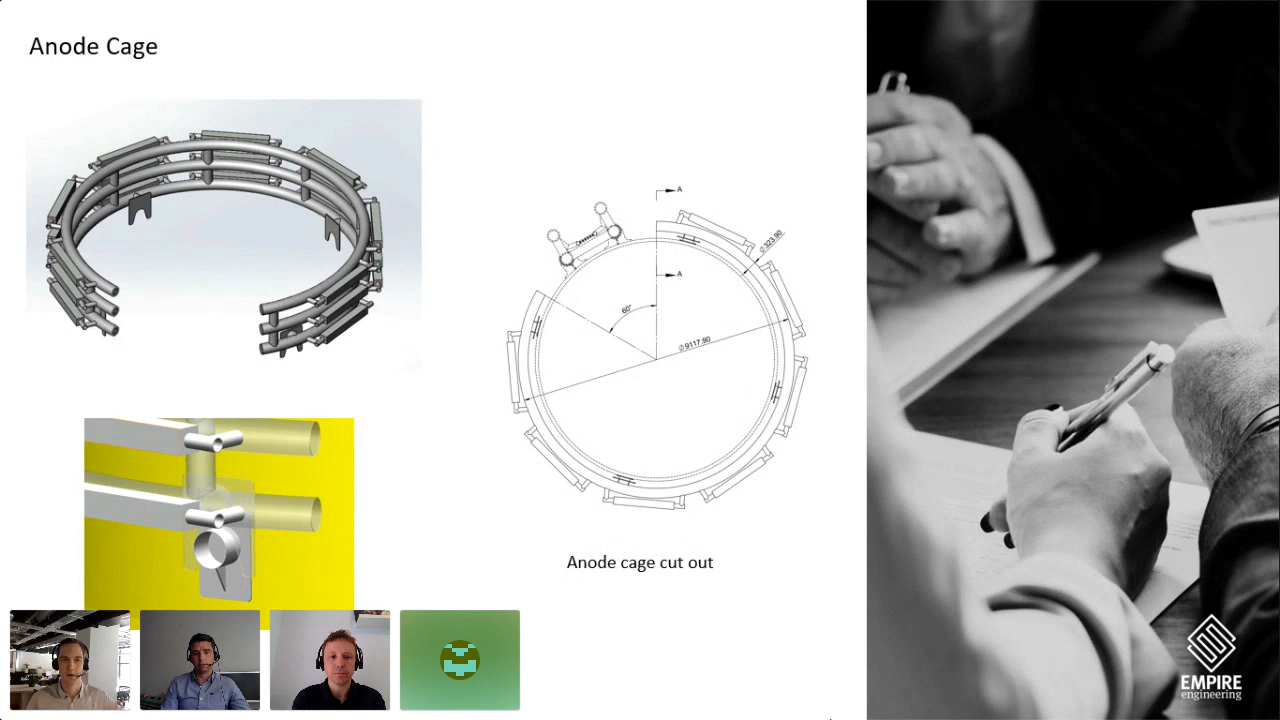 Anode Cage
A
∅323.90
A
60°
∅9117.90
Anode cage cut out
EMPIRE
engineering